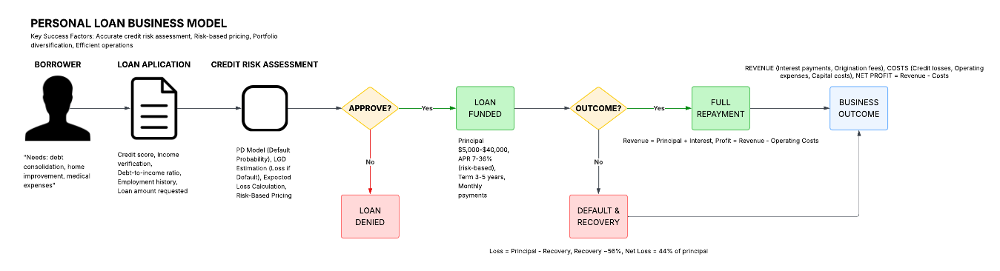 PERSONAL LOAN BUSINESS MODEL
Key Success Factors: Accurate credit risk assessment, Risk-based pricing, Portfolio
diversification, Efficient operations
BORROWER
LOAN APLICATION
CREDIT RISK ASSESSMENT
REVENUE (Interest payments, Origination fees), COSTS (Credit losses, Operating
expenses, Capital costs), NET PROFIT = Revenue - Costs
APPROVE?
Yes
LOAN
FUNDED
OUTCOME?
Yes
FULL
REPAYMENT
BUSINESS
OUTCOME
"Needs: debt
consolidation, home
improvement, medical
expenses"
Credit score, Income
verification,
Debt-to-income ratio,
Employment history,
Loan amount requested
PD Model (Default
Probability), LGD
Estimation (Loss if
Default), Expected
Loss Calculation,
Risk-Based Pricing
No
Principal
$5,000-$40,000,
APR 7-36%
(risk-based),
Term 3-5 years,
Monthly
payments
No
Revenue = Principal + Interest, Profit = Revenue - Operating Costs
LOAN
DENIED
DEFAULT &
RECOVERY
Loss = Principal - Recovery, Recovery ~56%, Net Loss = 44% of principal